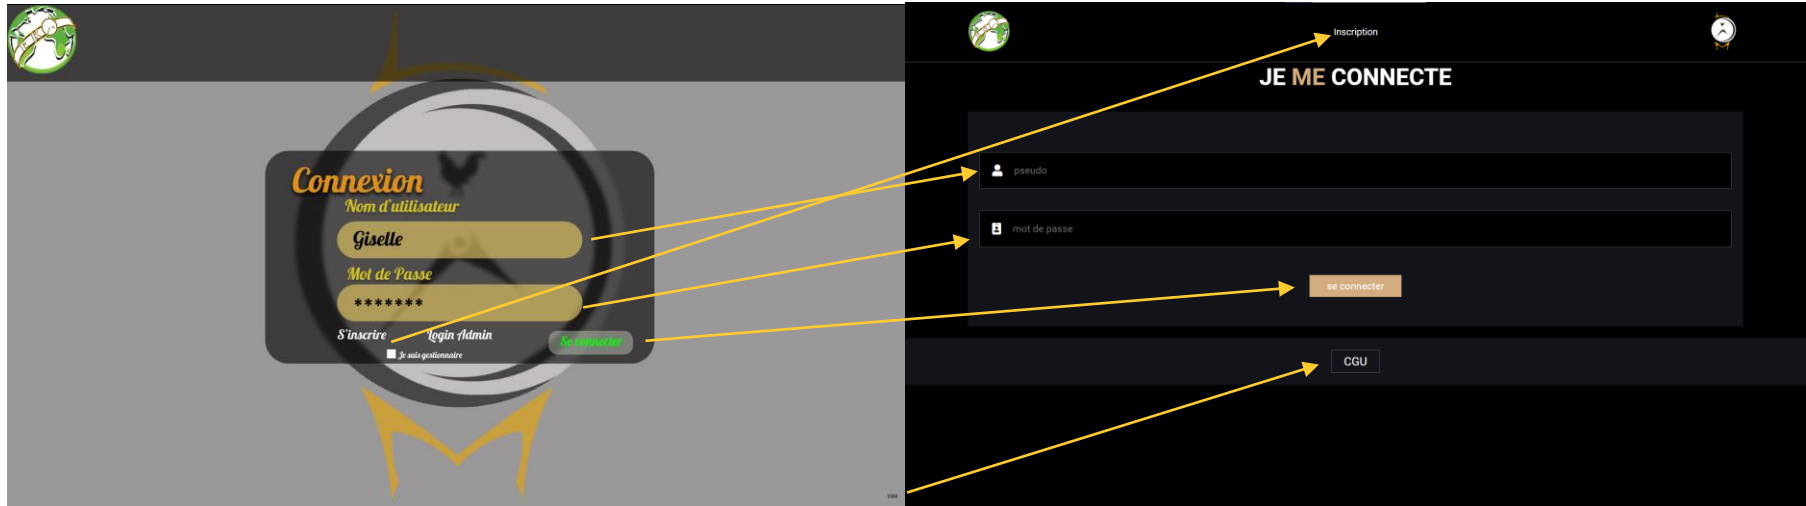 Connexion
Nom d'utilisateur
Giselle
Mot de Passe
*******
S'inscrire Login Admin Se connecter
Je suis gestionnaire
Inscription
JE ME CONNECTE
pseudo
mot de passe
se connecter
CGU